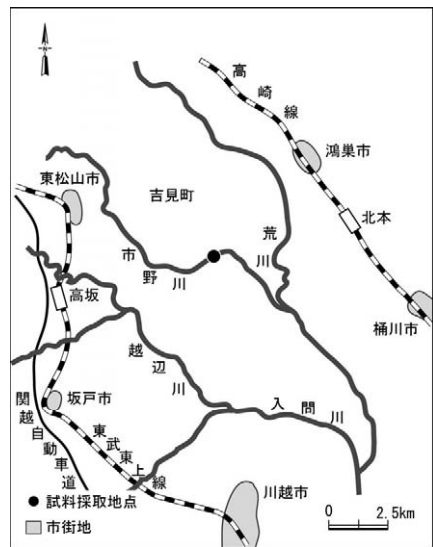 N
高崎線
鴻巣市
東松山市
吉見町
北本
荒川
市野川
高坂
桶川市
越辺川
坂戸市
入間川
関越自動車道
東武東上線
川越市
試料採取地点
市街地
0 2.5km